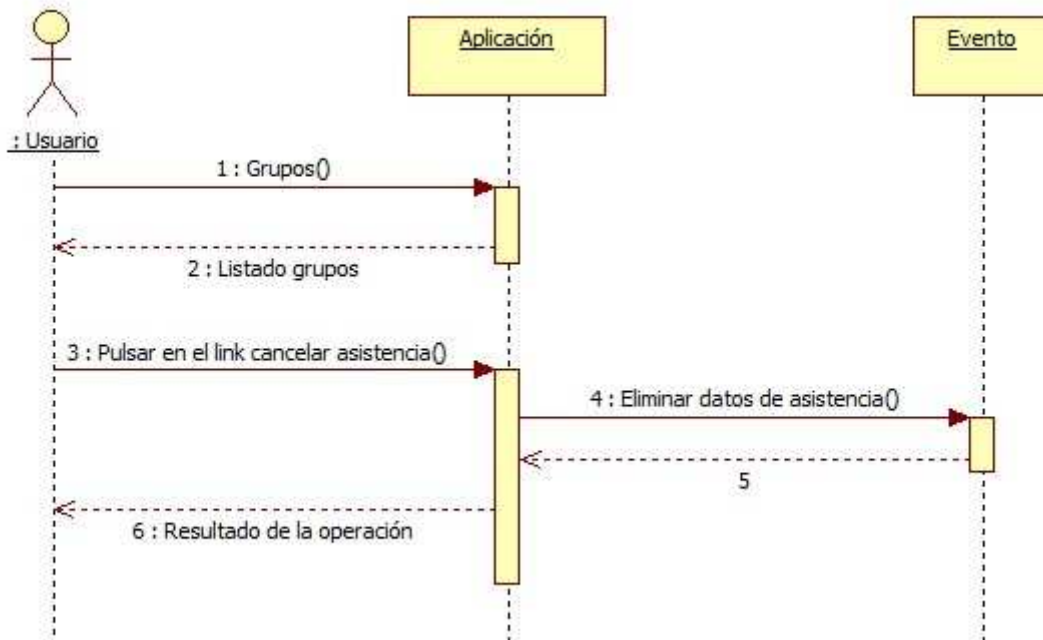 Aplicación
Evento
: Usuario
1 : Grupos()
2 : Listado grupos
3 : Pulsar en el link cancelar asistencia()
4 : Eliminar datos de asistencia()
5
6 : Resultado de la operación